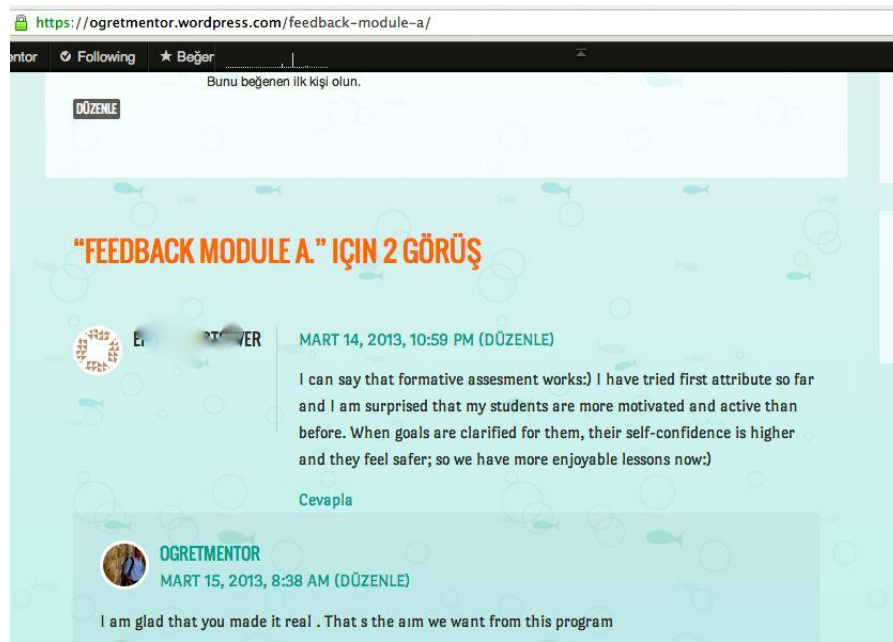 https://ogretmentor.wordpress.com/feedback-module-a/
entor Following Beğer
Bunu beğenen ilk kişi olun.
DÜZENLE
“FEEDBACK MODULE A.” IÇIN 2 GÖRÜŞ
MART 14, 2013, 10:59 PM (DÜZENLE)
I can say that formative assesment works:) I have tried first attribute so far
and I am surprised that my students are more motivated and active than
before. When goals are clarified for them, their self-confidence is higher
and they feel safer; so we have more enjoyable lessons now:)
Cevapla
OGRETMENTOR
MART 15, 2013, 8:38 AM (DÜZENLE)
I am glad that you made it real . That s the aım we want from this program